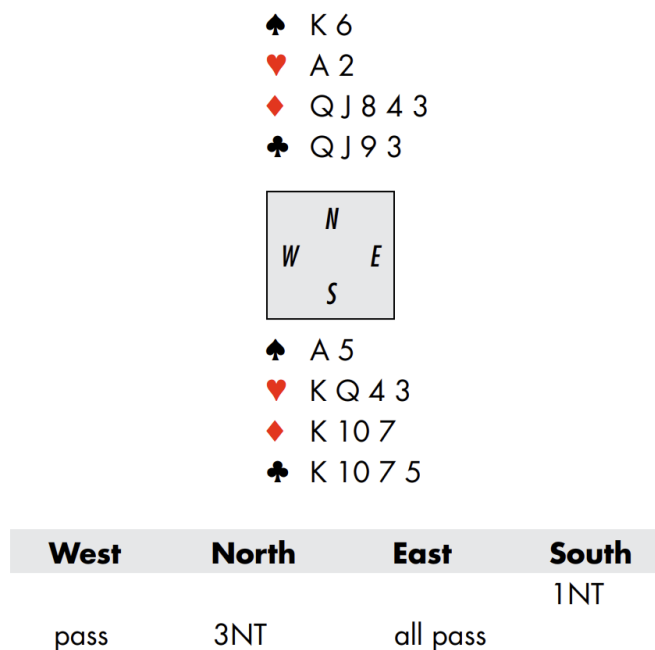 ♠ K 6
♥ A 2
♦ Q J 8 4 3
♣ Q J 9 3
N
W E
S
♠ A 5
♥ K Q 4 3
♦ K 10 7
♣ K 10 7 5
West North East South
1NT
pass 3NT all pass